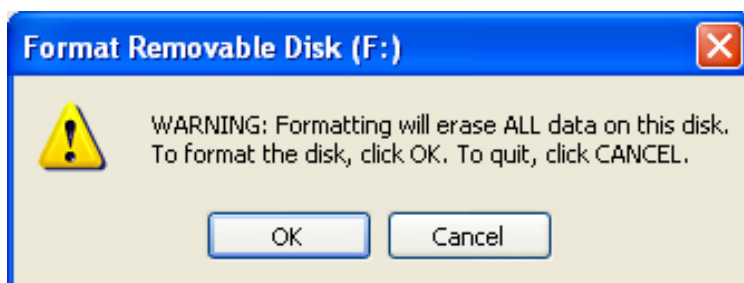 Format Removable Disk (F:)
WARNING: Formatting will erase ALL data on this disk.
To format the disk, click OK. To quit, click CANCEL.
OK
Cancel